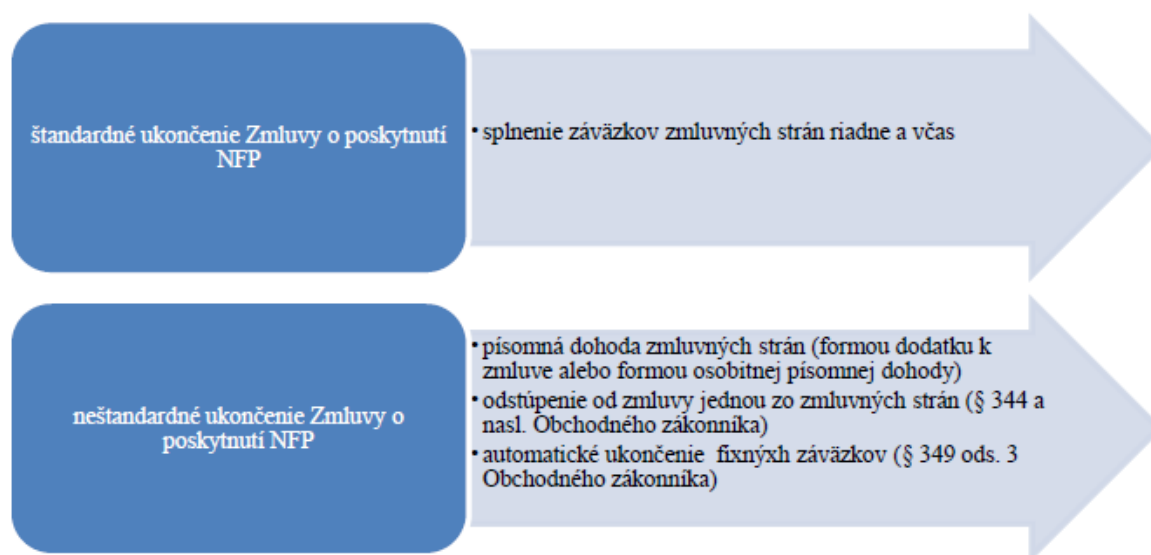 štandardné ukončenie Zmluvy o poskytnutí
NFP
• splnenie záväzkov zmluvných strán riadne a včas
neštandardné ukončenie Zmluvy o
poskytnutí NFP
• písomná dohoda zmluvných strán (formou dodatku k
zmluve alebo formou osobitnej písomnej dohody)
• odstúpenie od zmluvy jednou zo zmluvných strán (§ 344 a
nasl. Obchodného zákonníka)
• automatické ukončenie fixnýxh záväzkov (§ 349 ods. 3
Obchodného zákonníka)